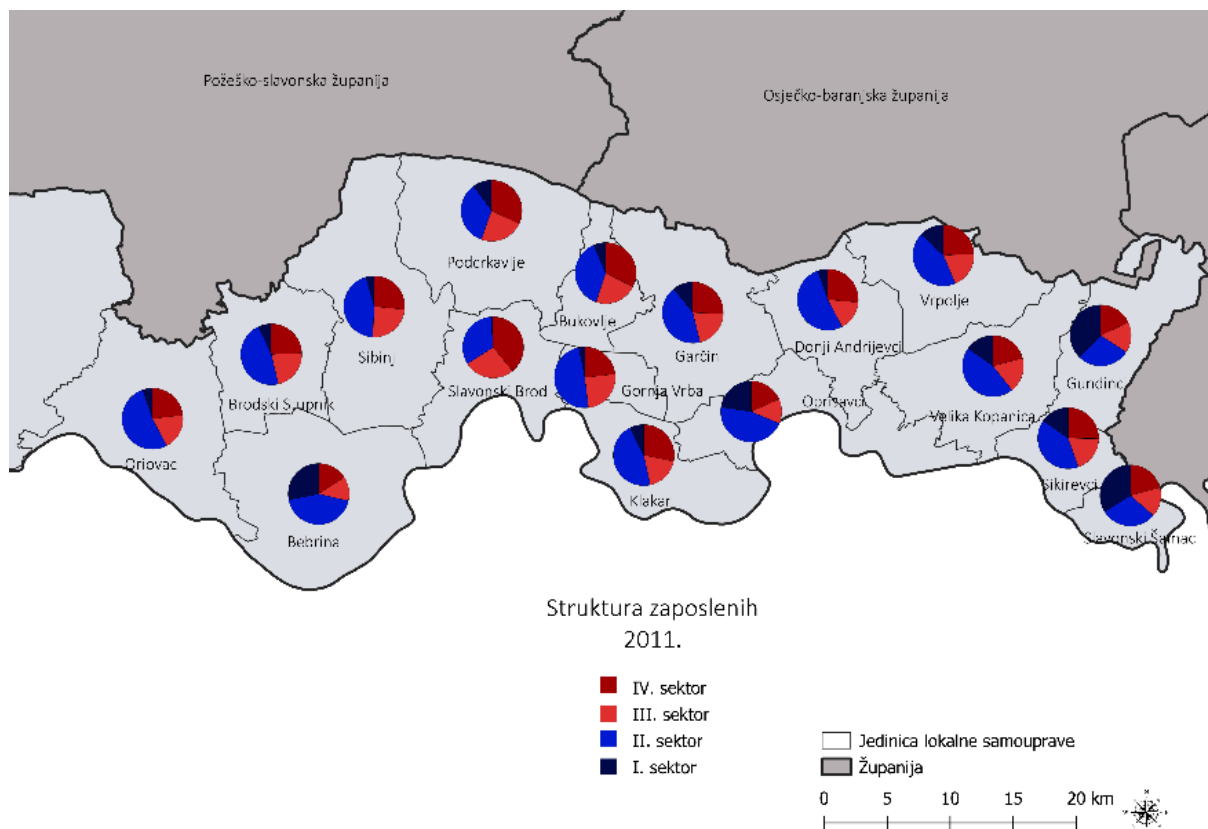 Požeško-slavonska županija
Osječko-baranjska županija
Podcrkavlje
Vrpolje
Bukovlje
Sibinj
Garčin
Donji Andrijevci
Gundinc
Slavonski Brod
Gornja Vrba
Oprisavci
Velika Kopanica
Brodski Stupnik
Oriovac
Klakar
Sikirevci
Bebrina
Slavonski Šamac
Struktura zaposlenih
2011.
IV. sektor
III. sektor
II. sektor
I. sektor
Jedinica lokalne samouprave
Županija
0 5 10 15 20 km